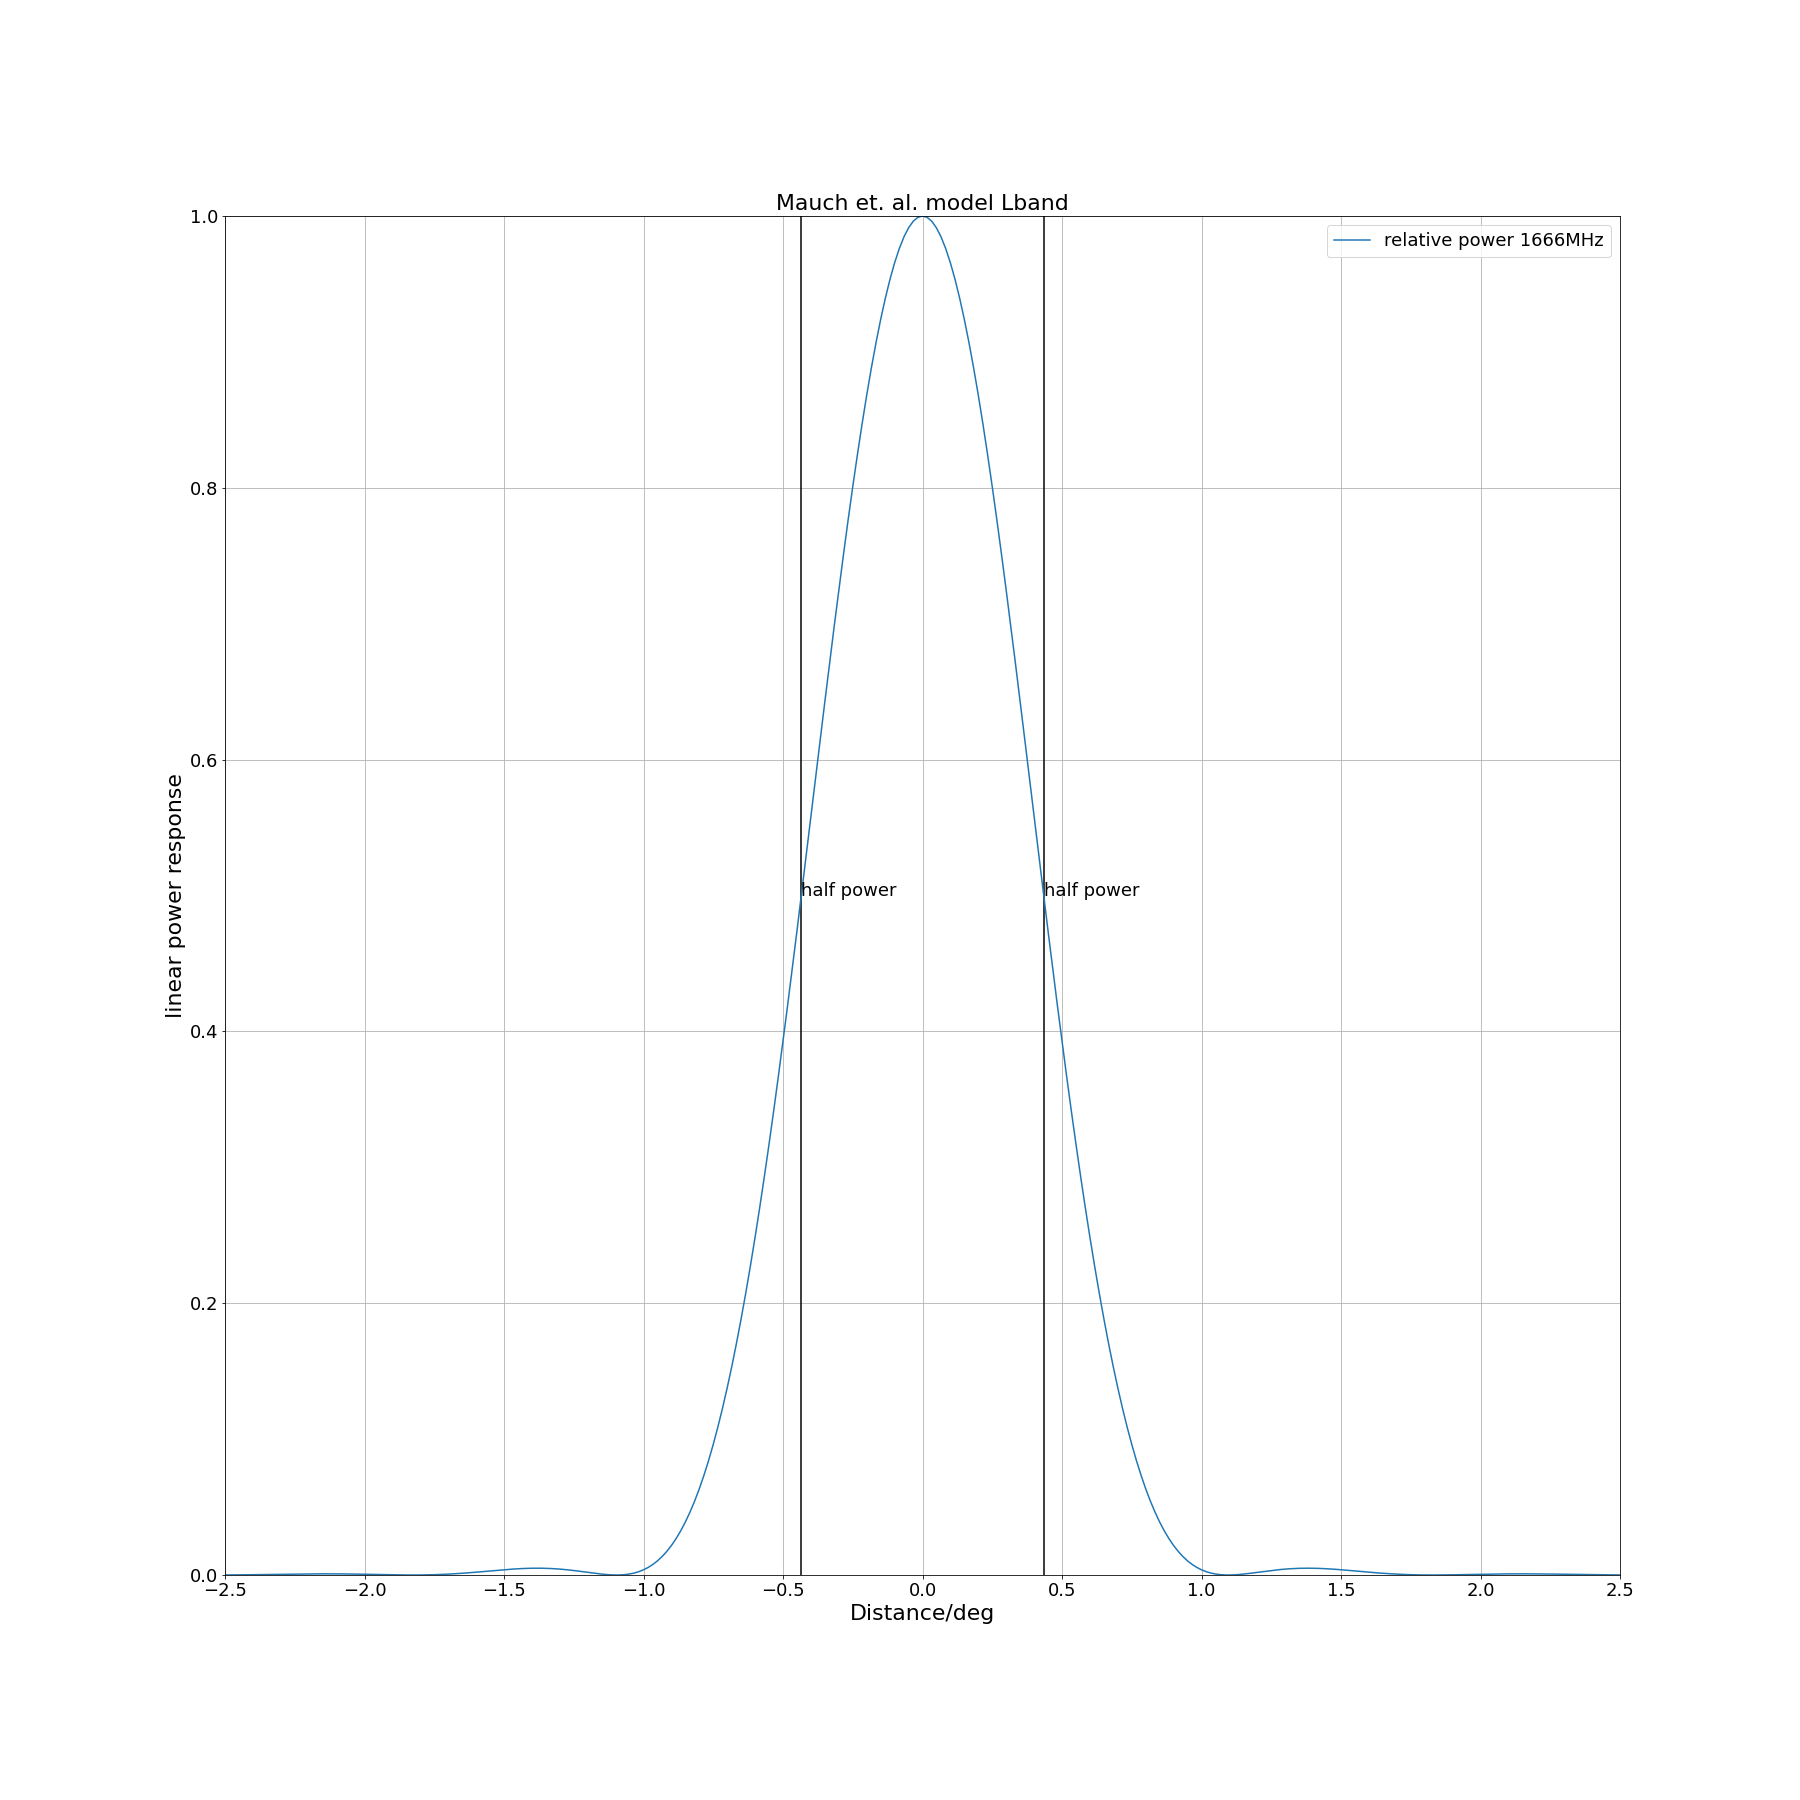 Mauch et. al. model Lband
relative power 1666MHz
linear power response
1.0
0.8
0.6
0.4
0.2
0.0
half power
half power
−2.5 −2.0 −1.5 −1.0 −0.5 0.0 0.5 1.0 1.5 2.0 2.5
Distance/deg